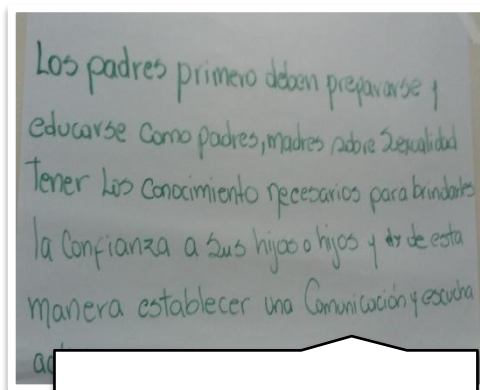 Los padres primero deben prepararse y
educarse como padres, madres sobre Sexualidad
Tener Los Conocimiento necesarios para brindarles
la Confianza a Sus hijos o hijos y de esta
manera establecer una Comunicación y escucha